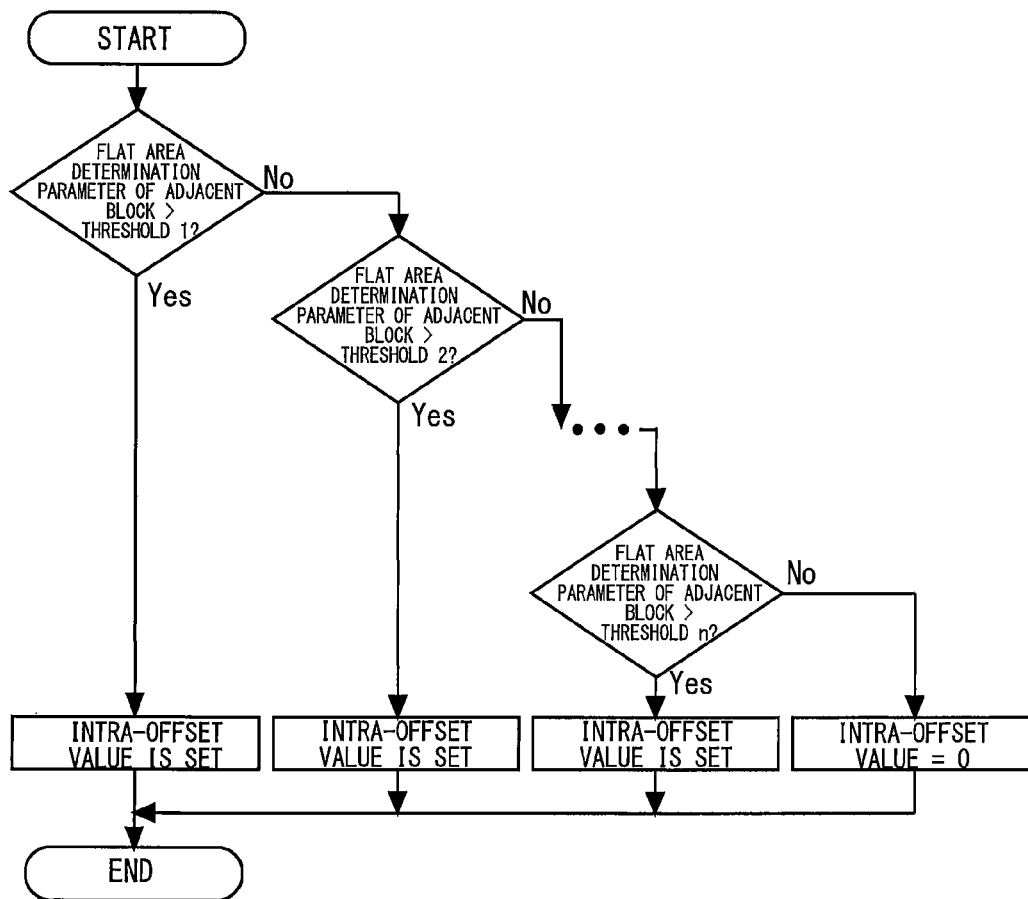 START
FLAT AREA
DETERMINATION
PARAMETER OF ADJACENT
BLOCK >
THRESHOLD 1?
No
Yes
FLAT AREA
DETERMINATION
PARAMETER OF ADJACENT
BLOCK >
THRESHOLD 2?
No
Yes
FLAT AREA
DETERMINATION
PARAMETER OF ADJACENT
BLOCK >
THRESHOLD n?
No
Yes
INTRA-OFFSET
VALUE IS SET
INTRA-OFFSET
VALUE IS SET
INTRA-OFFSET
VALUE IS SET
INTRA-OFFSET
VALUE = 0
END